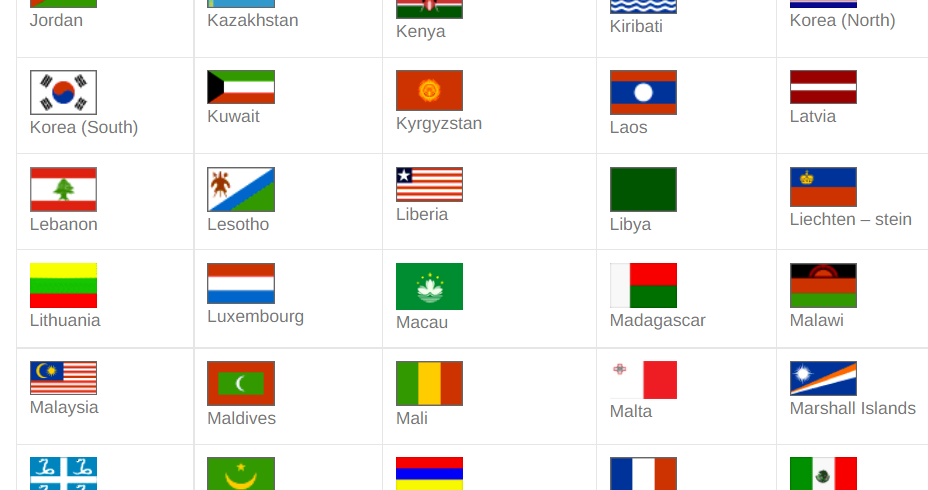 Jordan
Kazakhstan
Kenya
Kiribati
Korea (North)
Korea (South)
Kuwait
Kyrgyzstan
Laos
Latvia
Lebanon
Lesotho
Liberia
Libya
Liechten – stein
Lithuania
Luxembourg
Macau
Madagascar
Malawi
Malaysia
Maldives
Mali
Malta
Marshall Islands